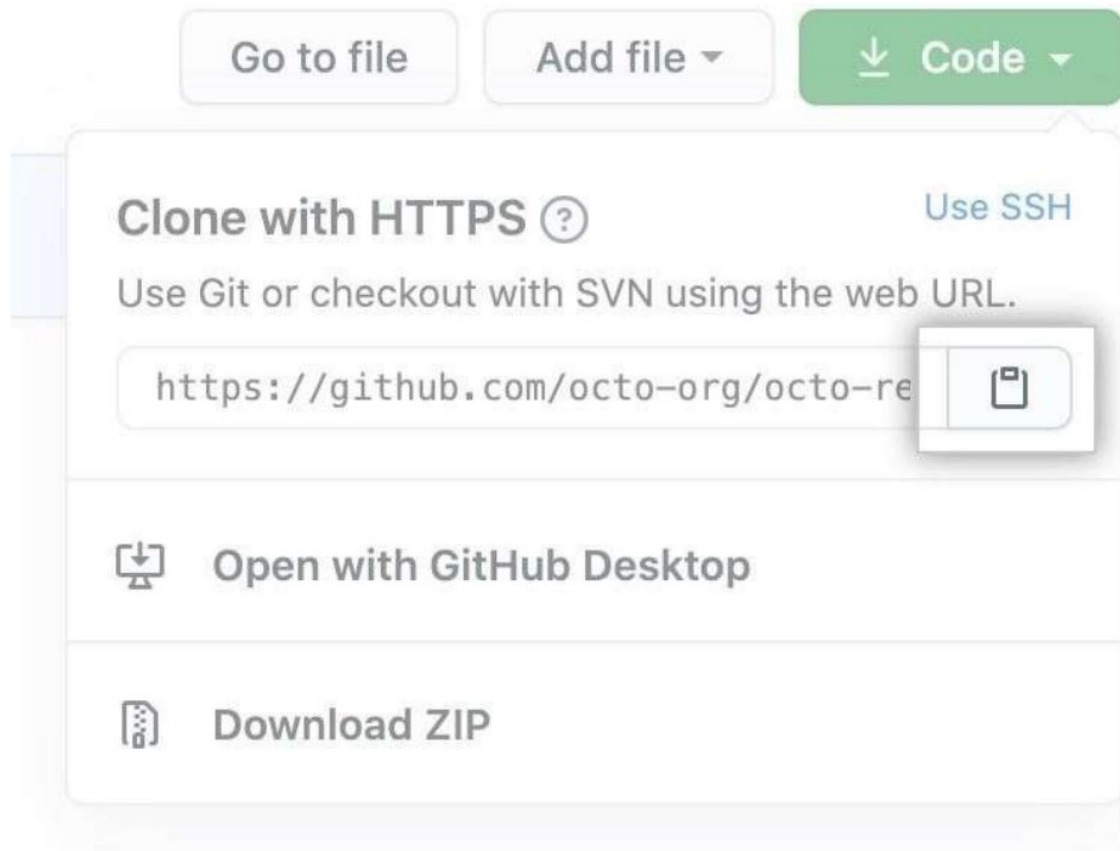 Go to file Add file Code
Clone with HTTPS ? Use SSH
Use Git or checkout with SVN using the web URL.
https://github.com/octo-org/octo-re
Open with GitHub Desktop
Download ZIP